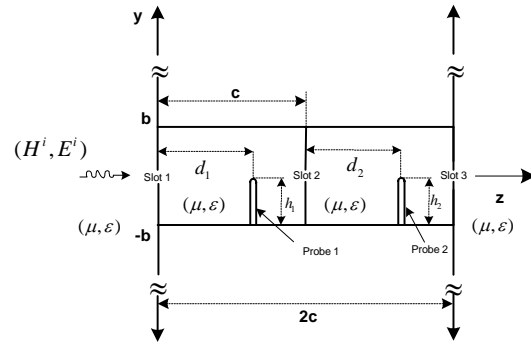 y
c
b
(H^i, E^i)
d_1
d_2
Slot 1
Slot 2
Slot 3
z
h_1
h_2
(μ, ε)
(μ, ε)
(μ, ε)
(μ, ε)
-b
Probe 1
Probe 2
2c